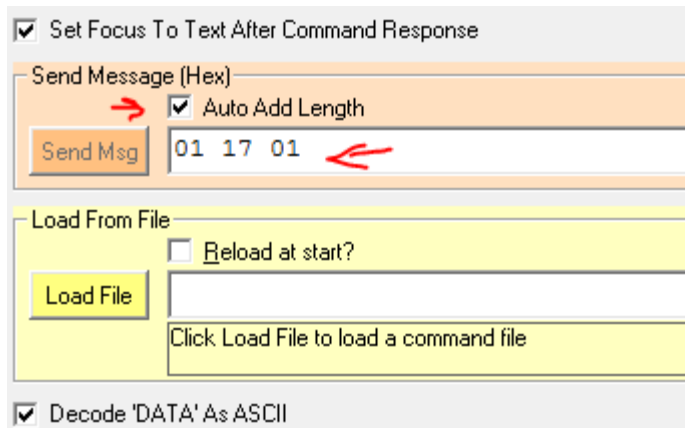 Set Focus To Text After Command Response
Send Message (Hex)
Auto Add Length
Send Msg
01 17 01
Load From File
Reload at start?
Load File
Click Load File to load a command file
Decode 'DATA' As ASCII